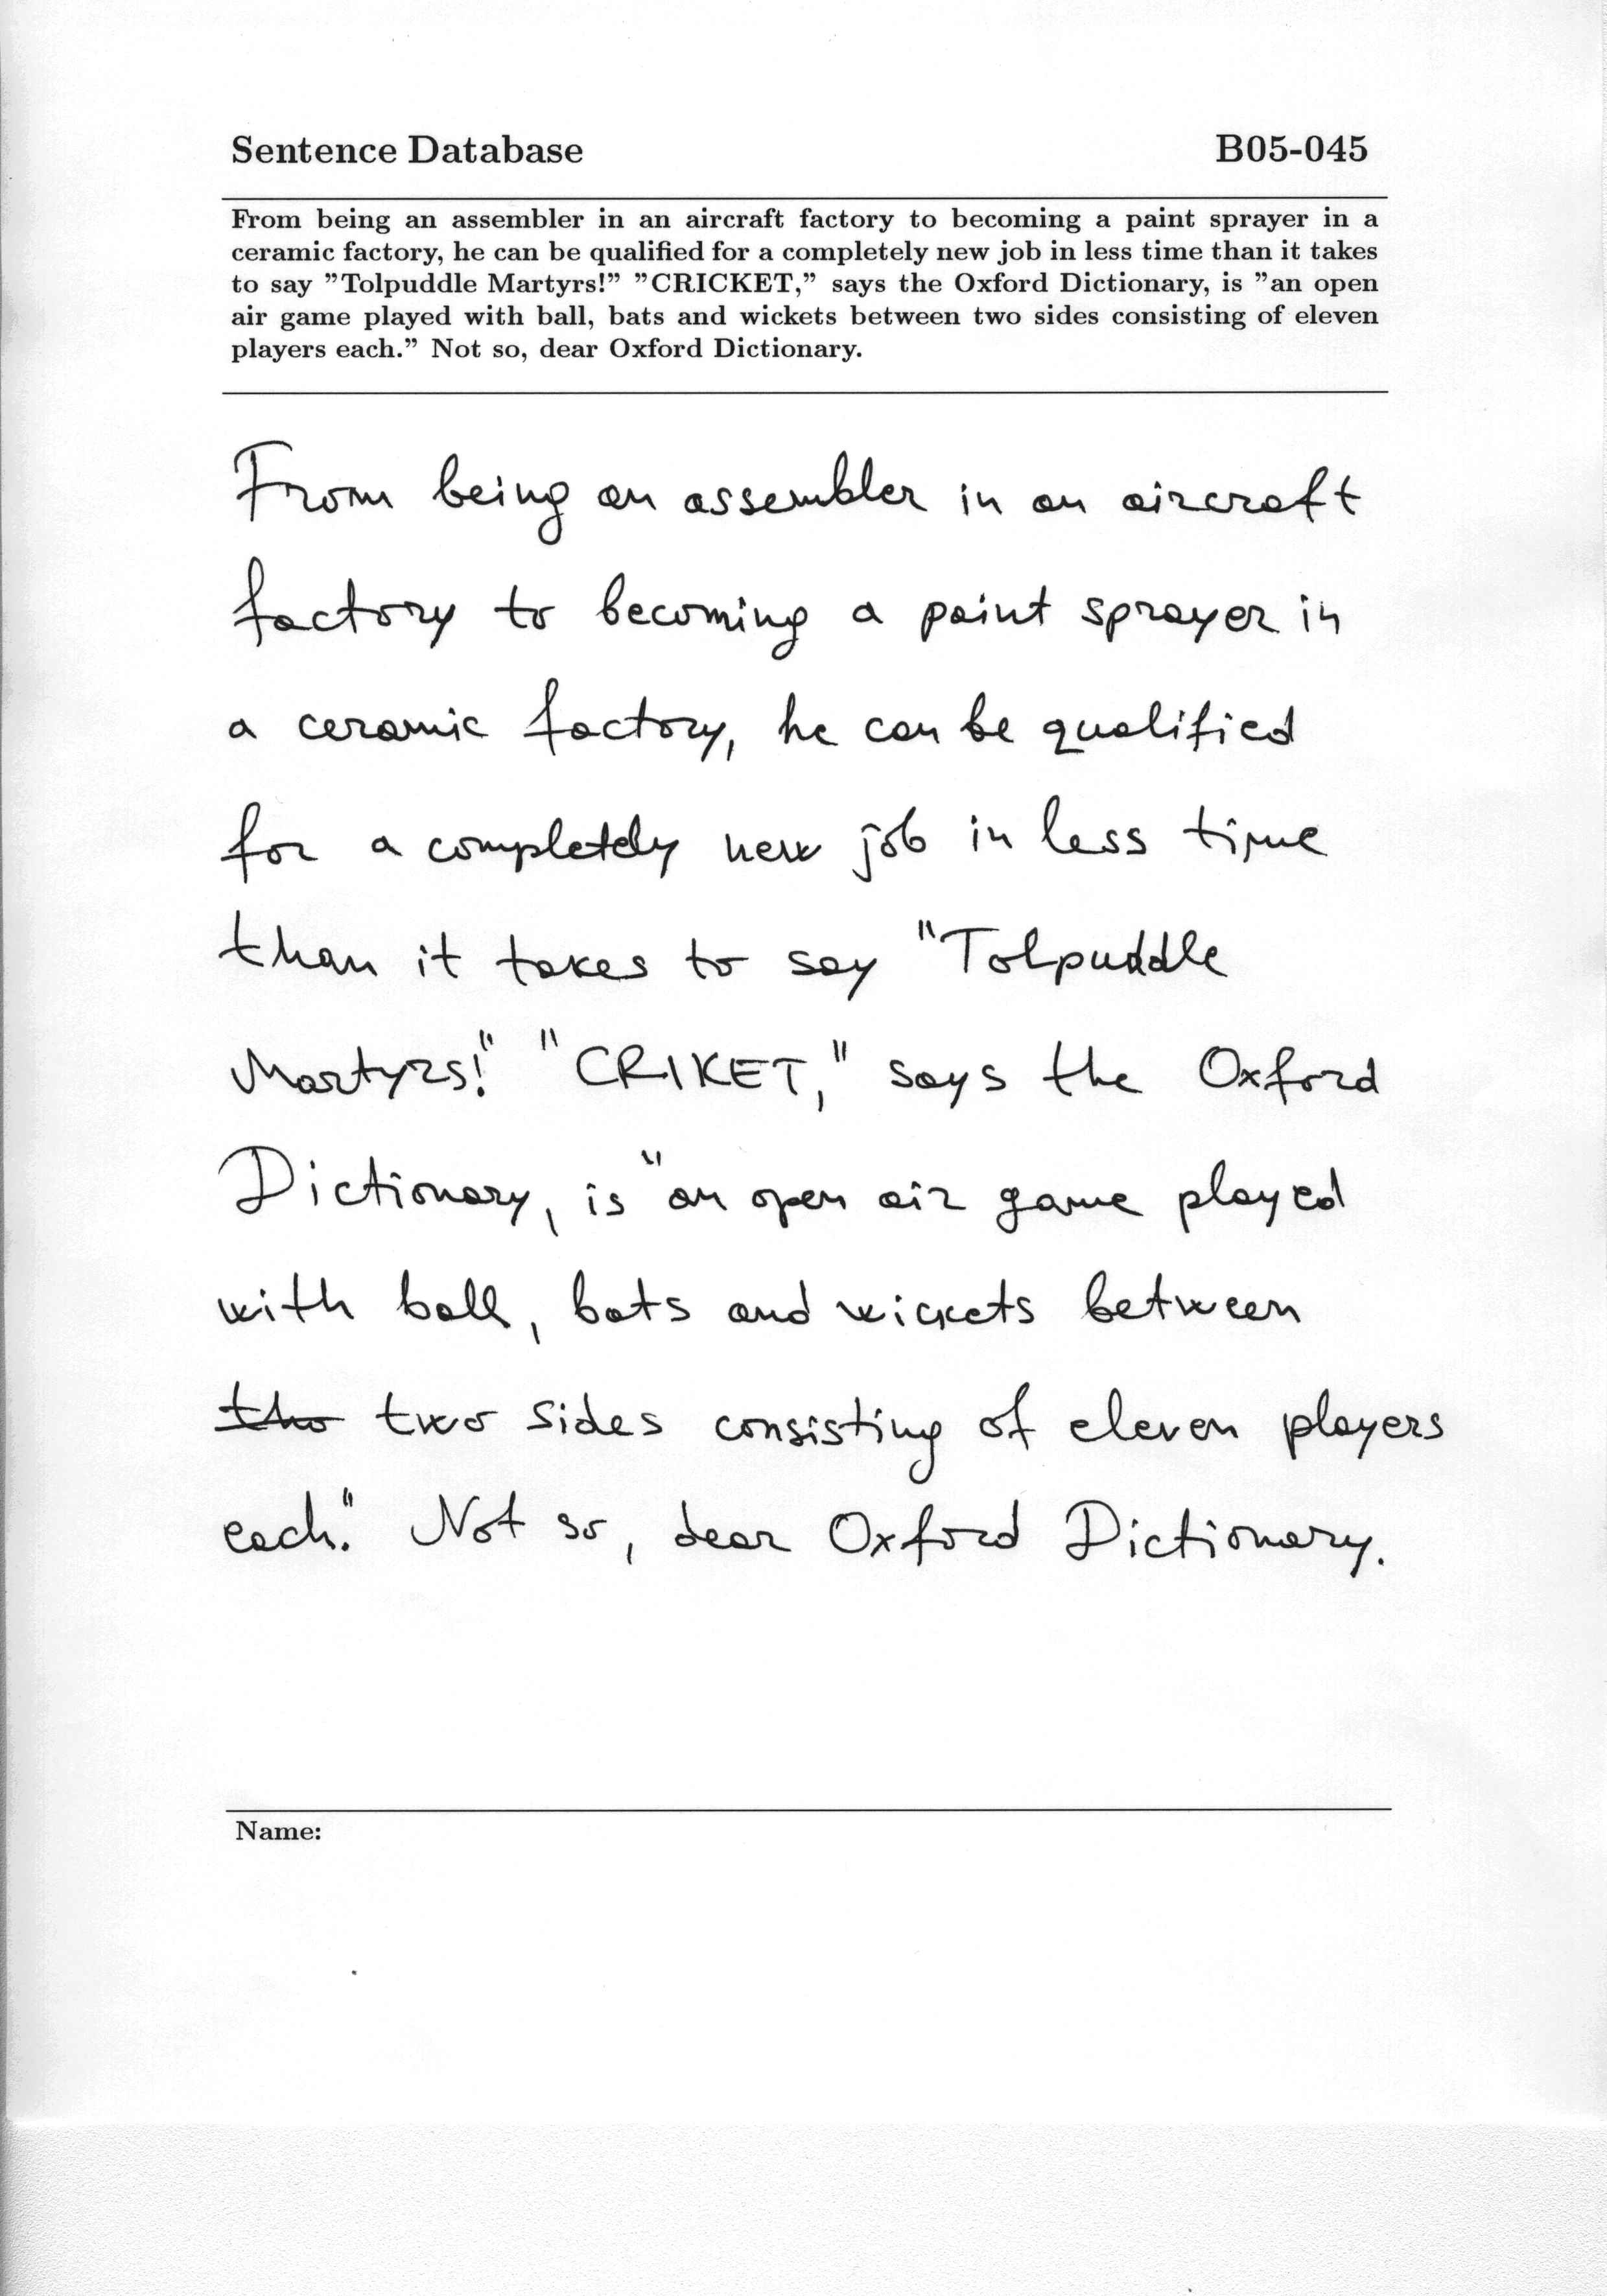 Sentence Database B05-045
From being an assembler in an aircraft factory to becoming a paint sprayer in a
ceramic factory, he can be qualified for a completely new job in less time than it takes
to say ”Tolpuddle Martyrs!” ”CRICKET,” says the Oxford Dictionary, is ”an open
air game played with ball, bats and wickets between two sides consisting of eleven
players each.” Not so, dear Oxford Dictionary.
From being an assembler in an aircraft
factory to becoming a paint sprayer in
a ceramic factory, he can be qualified
for a completely new job in less time
than it takes to say "Tolpuddle
Martyrs!" "CRIKET," says the Oxford
Dictionary, is "an open air game played
with ball, bats and wickets between
tho two sides consisting of eleven players
each." Not so, dear Oxford Dictionary.
Name: